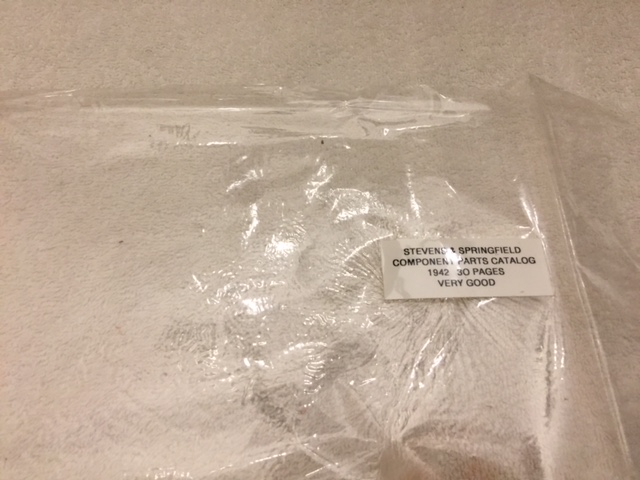 STEVENS & SPRINGFIELD
COMPONENT PARTS CATALOG
1942 30 PAGES
VERY GOOD